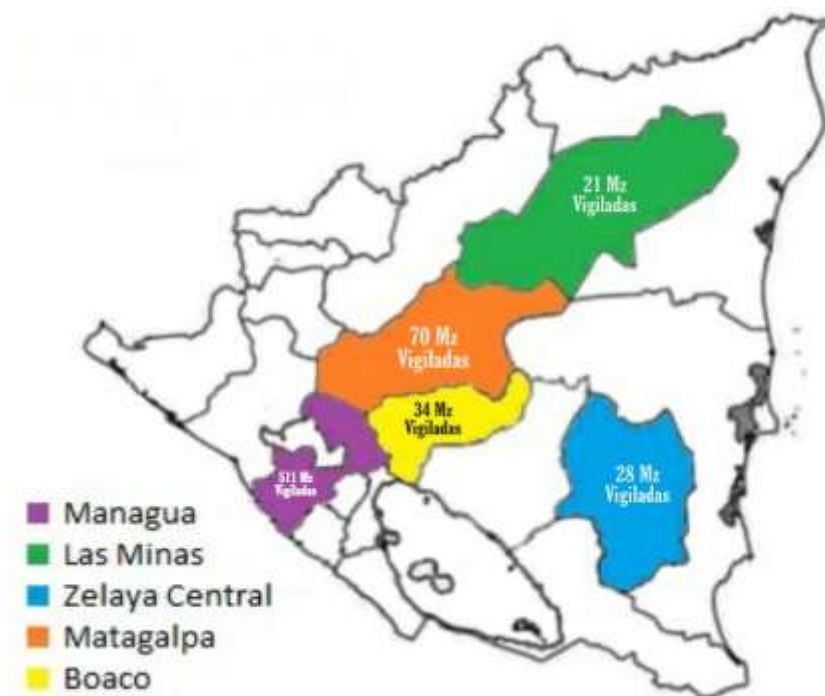 21 Mz
Vigiladas
70 Mz
Vigiladas
34 Mz
Vigiladas
511 Mz
Vigiladas
28 Mz
Vigiladas
Managua
Las Minas
Zelaya Central
Matagalpa
Boaco